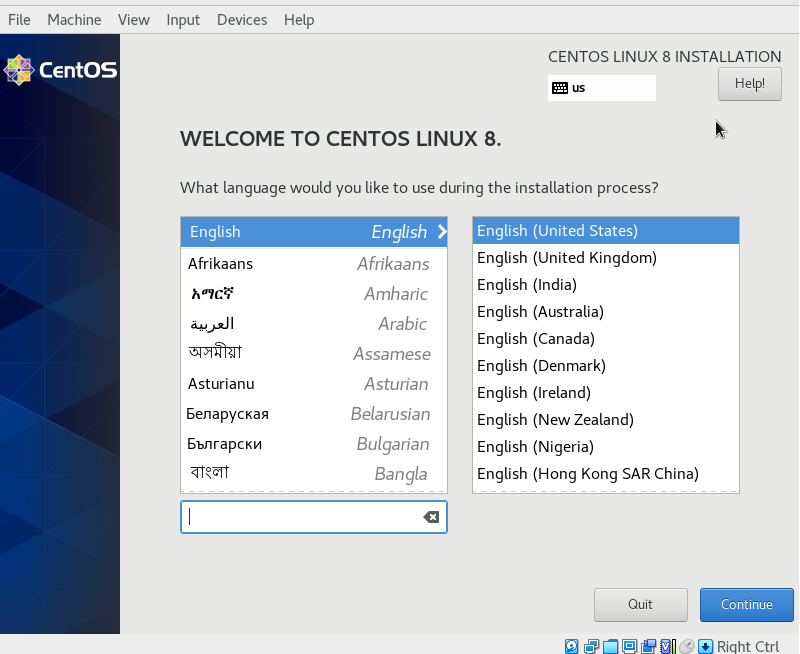 File Machine View Input Devices Help
CentOS
CENTOS LINUX 8 INSTALLATION
us
Help!
WELCOME TO CENTOS LINUX 8.
What language would you like to use during the installation process?
English English
Afrikaans Afrikaans
አማርኛ Amharic
العربية Arabic
অসমীয়া Assamese
Asturianu Asturian
Беларуская Belarusian
Български Bulgarian
বাংলা Bangla
English (United States)
English (United Kingdom)
English (India)
English (Australia)
English (Canada)
English (Denmark)
English (Ireland)
English (New Zealand)
English (Nigeria)
English (Hong Kong SAR China)
Quit Continue
Right Ctrl